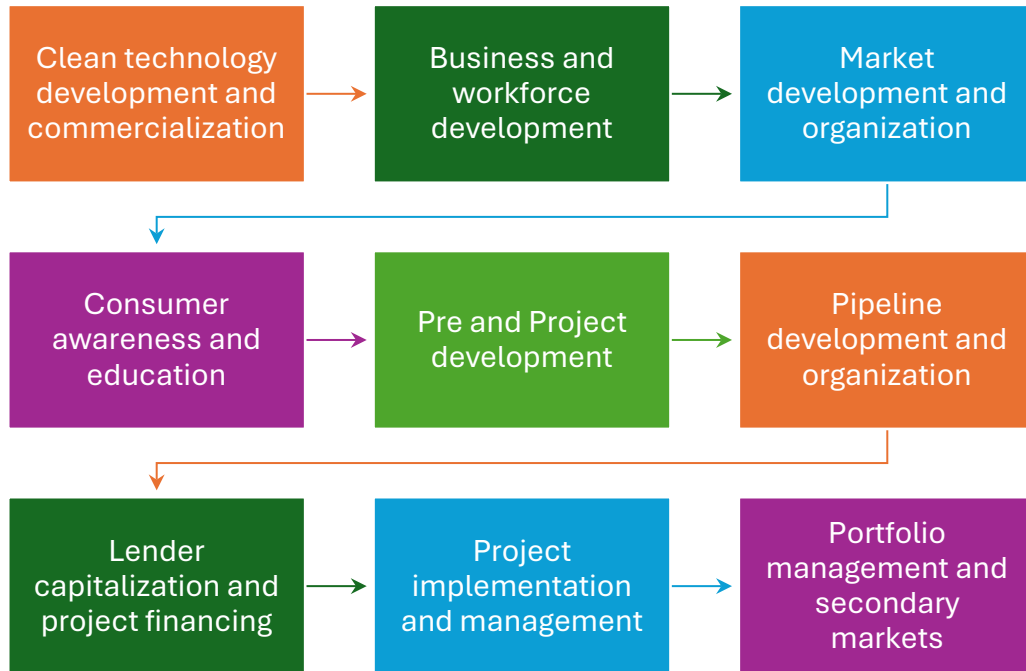 Clean technology
development and
commercialization
Business and
workforce
development
Market
development and
organization
Consumer
awareness and
education
Pre and Project
development
Pipeline
development and
organization
Lender
capitalization and
project financing
Project
implementation
and management
Portfolio
management and
secondary
markets